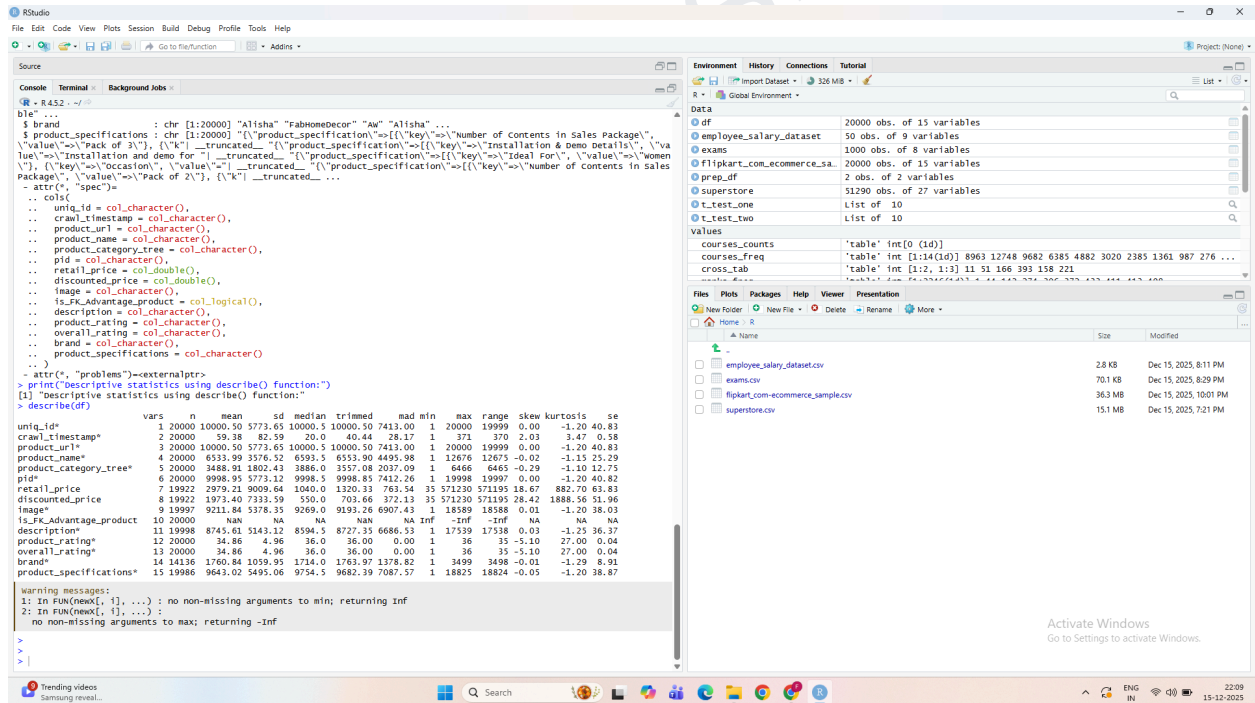 RStudio
File Edit Code View Plots Session Build Debug Profile Tools Help
Go to file/function Addins
Project: (None)
Source
Console Terminal Background Jobs
R 4.5.2 · ~/
ble" ...
$ brand : chr [1:20000] "Alisha" "FabHomeDecor" "AW" "Alisha" ...
$ product_specifications : chr [1:20000] "{\"product_specification\"=>[{\"key\"=>\"Number of Contents in Sales Package\",
\"value\"=>\"Pack of 3\"}, {\"k"| __truncated__ "{\"product_specification\"=>[{\"key\"=>\"Installation & Demo Details\", \"va
lue\"=>\"Installation and demo for "| __truncated__ "{\"product_specification\"=>[{\"key\"=>\"Ideal For\", \"value\"=>\"Women
\"}, {\"key\"=>\"Occasion\", \"value\"=>"| __truncated__ "{\"product_specification\"=>[{\"key\"=>\"Number of Contents in Sales
Package\", \"value\"=>\"Pack of 2\"}, {\"k"| __truncated__ ...
- attr(*, "spec")=
.. cols(
.. uniq_id = col_character(),
.. crawl_timestamp = col_character(),
.. product_url = col_character(),
.. product_name = col_character(),
.. product_category_tree = col_character(),
.. pid = col_character(),
.. retail_price = col_double(),
.. discounted_price = col_double(),
.. image = col_character(),
.. is_FK_Advantage_product = col_logical(),
.. description = col_character(),
.. product_rating = col_character(),
.. overall_rating = col_character(),
.. brand = col_character(),
.. product_specifications = col_character()
.. )
- attr(*, "problems")=<externalptr>
> print("Descriptive statistics using describe() function:")
[1] "Descriptive statistics using describe() function:"
> describe(df)
vars n mean sd median trimmed mad min max range skew kurtosis se
uniq_id* 1 20000 10000.50 5773.65 10000.5 10000.50 7413.00 1 20000 19999 0.00 -1.20 40.83
crawl_timestamp* 2 20000 59.38 82.59 20.0 40.44 28.17 1 371 370 2.03 3.47 0.58
product_url* 3 20000 10000.50 5773.65 10000.5 10000.50 7413.00 1 20000 19999 0.00 -1.20 40.83
product_name* 4 20000 6533.99 3576.52 6593.5 6553.90 4495.98 1 12676 12675 -0.02 -1.15 25.29
product_category_tree* 5 20000 3488.91 1802.43 3886.0 3557.08 2037.09 1 6466 6465 -0.29 -1.10 12.75
pid* 6 20000 9998.95 5773.12 9998.5 9998.85 7412.26 1 19998 19997 0.00 -1.20 40.82
retail_price 7 19922 2979.21 9009.64 1040.0 1320.33 763.54 35 571230 571195 18.67 882.70 63.83
discounted_price 8 19922 1973.40 7333.59 550.0 703.66 372.13 35 571230 571195 28.42 1888.56 51.96
image* 9 19997 9211.84 5378.35 9269.0 9193.26 6907.43 1 18589 18588 0.01 -1.20 38.03
is_FK_Advantage_product 10 20000 NaN NA NA NaN NA Inf -Inf -Inf NA NA NA
description* 11 19998 8745.61 5143.12 8594.5 8727.35 6686.53 1 17539 17538 0.03 -1.25 36.37
product_rating* 12 20000 34.86 4.96 36.0 36.00 0.00 1 36 35 -5.10 27.00 0.04
overall_rating* 13 20000 34.86 4.96 36.0 36.00 0.00 1 36 35 -5.10 27.00 0.04
brand* 14 14136 1760.84 1059.95 1714.0 1763.97 1378.82 1 3499 3498 -0.01 -1.29 8.91
product_specifications* 15 19986 9643.02 5495.06 9754.5 9682.39 7087.57 1 18825 18824 -0.05 -1.20 38.87
Warning messages:
1: In FUN(newX[, i], ...) : no non-missing arguments to min; returning Inf
2: In FUN(newX[, i], ...) :
no non-missing arguments to max; returning -Inf
>
>
>
Environment History Connections Tutorial
Import Dataset 326 MiB List
R Global Environment
Data
df 20000 obs. of 15 variables
employee_salary_dataset 50 obs. of 9 variables
exams 1000 obs. of 8 variables
flipkart_com_ecommerce_sa… 20000 obs. of 15 variables
prep_df 2 obs. of 2 variables
superstore 51290 obs. of 27 variables
t_test_one List of 10
t_test_two List of 10
values
courses_counts 'table' int[0 (1d)]
courses_freq 'table' int [1:14(1d)] 8963 12748 9682 6385 4882 3020 2385 1361 987 276 ...
cross_tab 'table' int [1:2, 1:3] 11 51 166 393 158 221
Files Plots Packages Help Viewer Presentation
New Folder New File Delete Rename More
Home R
Name Size Modified
..
employee_salary_dataset.csv 2.8 KB Dec 15, 2025, 8:11 PM
exams.csv 70.1 KB Dec 15, 2025, 8:29 PM
flipkart_com-ecommerce_sample.csv 36.3 MB Dec 15, 2025, 10:01 PM
superstore.csv 15.1 MB Dec 15, 2025, 7:21 PM
Activate Windows
Go to Settings to activate Windows.
9
Trending videos
Samsung reveal...
Search
ENG
IN
22:09
15-12-2025